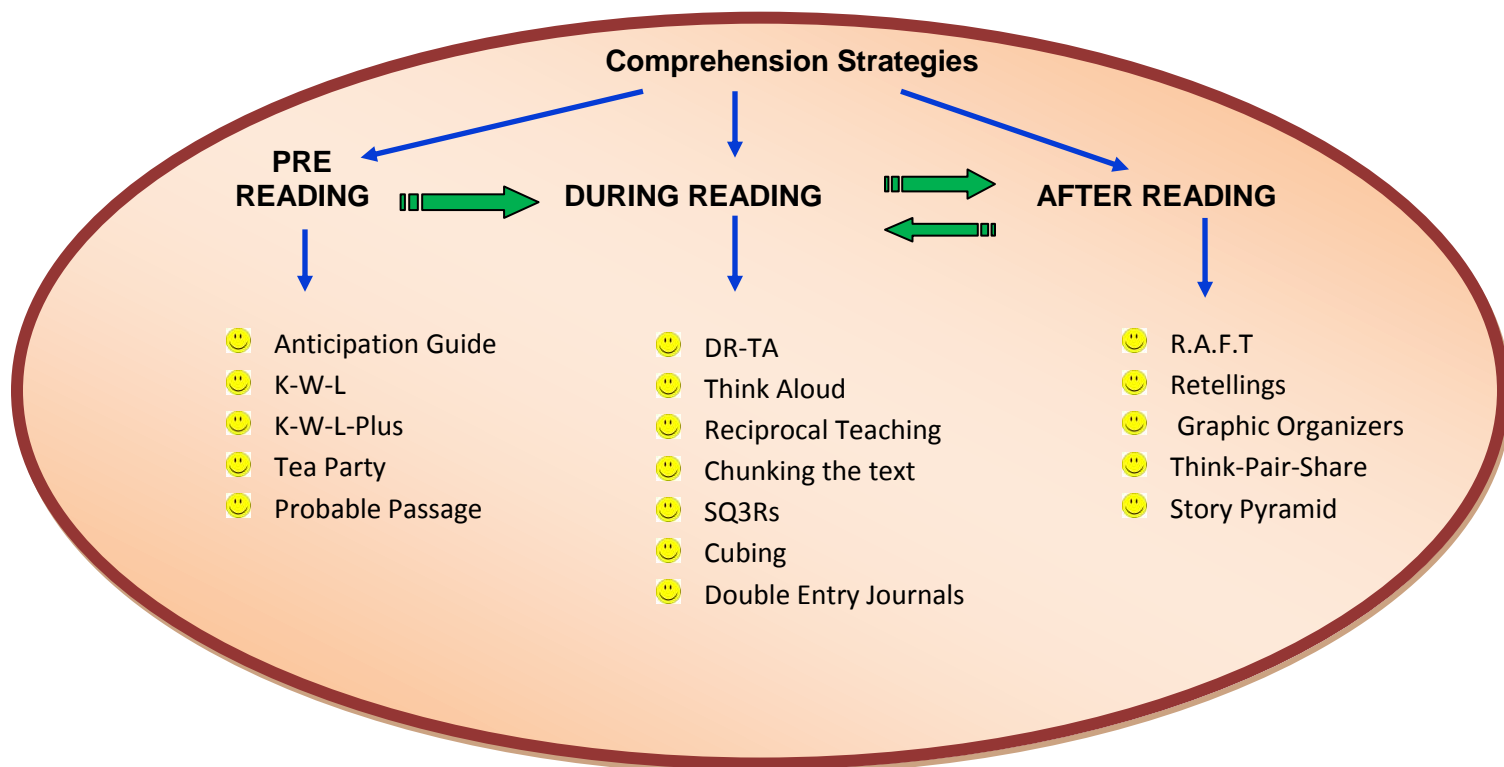 Comprehension Strategies
PRE
READING
DURING READING
AFTER READING
Anticipation Guide
K-W-L
K-W-L-Plus
Tea Party
Probable Passage
DR-TA
Think Aloud
Reciprocal Teaching
Chunking the text
SQ3Rs
Cubing
Double Entry Journals
R.A.F.T
Retellings
Graphic Organizers
Think-Pair-Share
Story Pyramid